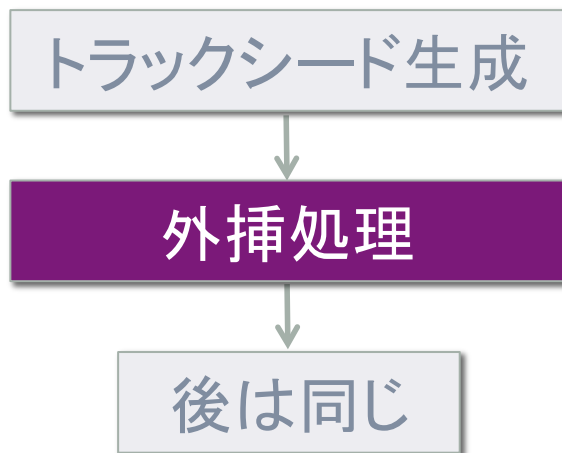 トラックシード生成
外挿処理
後は同じ